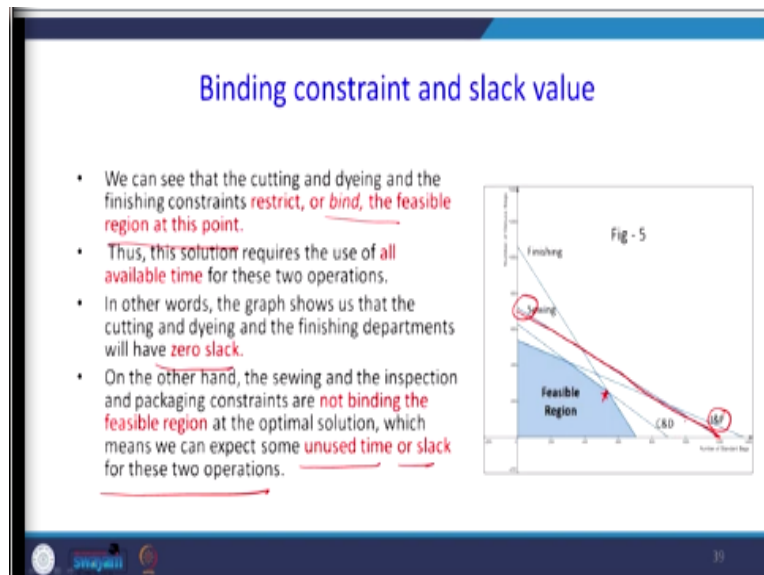 Binding constraint and slack value
• We can see that the cutting and dyeing and the
finishing constraints restrict, or bind, the feasible
region at this point.
• Thus, this solution requires the use of all
available time for these two operations.
• In other words, the graph shows us that the
cutting and dyeing and the finishing departments
will have zero slack.
• On the other hand, the sewing and the inspection
and packaging constraints are not binding the
feasible region at the optimal solution, which
means we can expect some unused time or slack
for these two operations.
Fig - 5
Finishing
Sewing
Feasible
Region
C&D
I&P
Number of Standard Bags
swayam
39